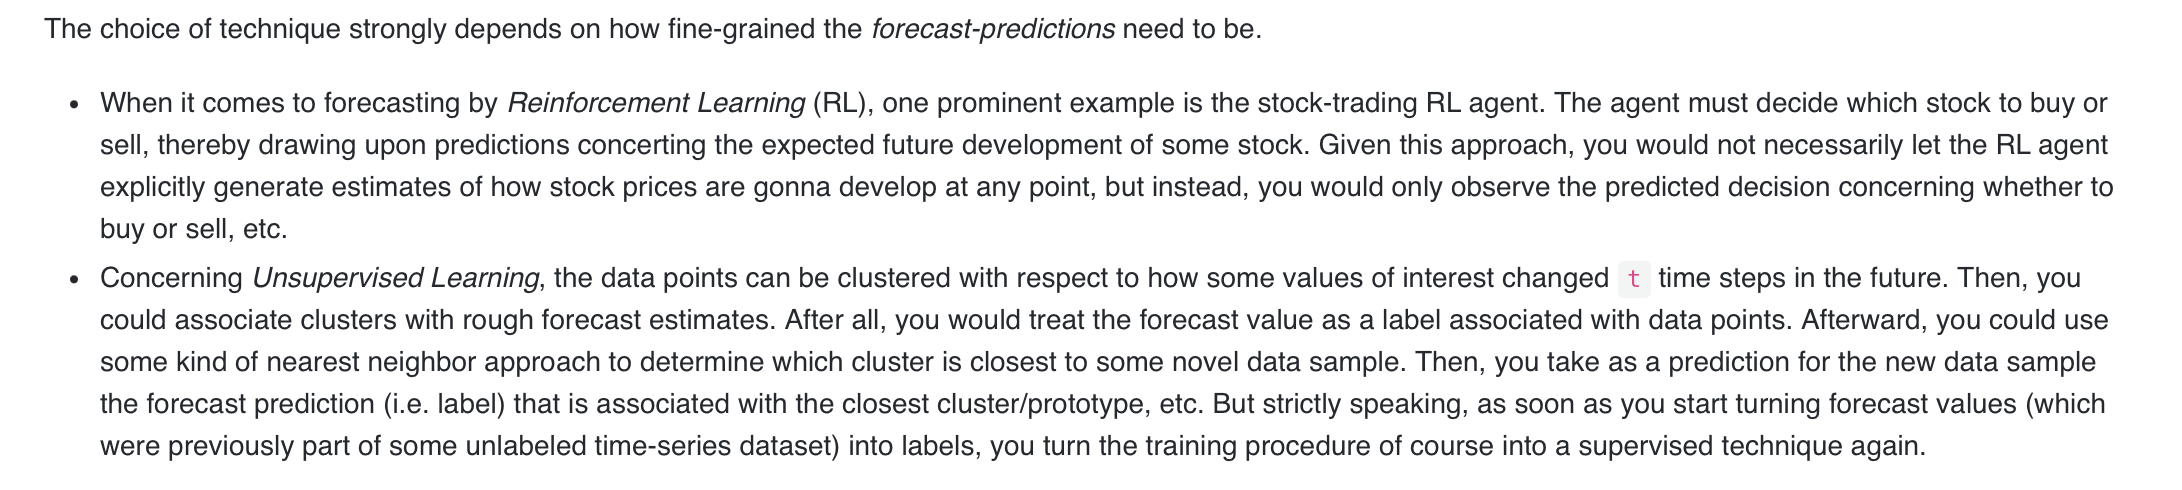 The choice of technique strongly depends on how fine-grained the forecast-predictions need to be.
• When it comes to forecasting by Reinforcement Learning (RL), one prominent example is the stock-trading RL agent. The agent must decide which stock to buy or
sell, thereby drawing upon predictions concerting the expected future development of some stock. Given this approach, you would not necessarily let the RL agent
explicitly generate estimates of how stock prices are gonna develop at any point, but instead, you would only observe the predicted decision concerning whether to
buy or sell, etc.
• Concerning Unsupervised Learning, the data points can be clustered with respect to how some values of interest changed t time steps in the future. Then, you
could associate clusters with rough forecast estimates. After all, you would treat the forecast value as a label associated with data points. Afterward, you could use
some kind of nearest neighbor approach to determine which cluster is closest to some novel data sample. Then, you take as a prediction for the new data sample
the forecast prediction (i.e. label) that is associated with the closest cluster/prototype, etc. But strictly speaking, as soon as you start turning forecast values (which
were previously part of some unlabeled time-series dataset) into labels, you turn the training procedure of course into a supervised technique again.